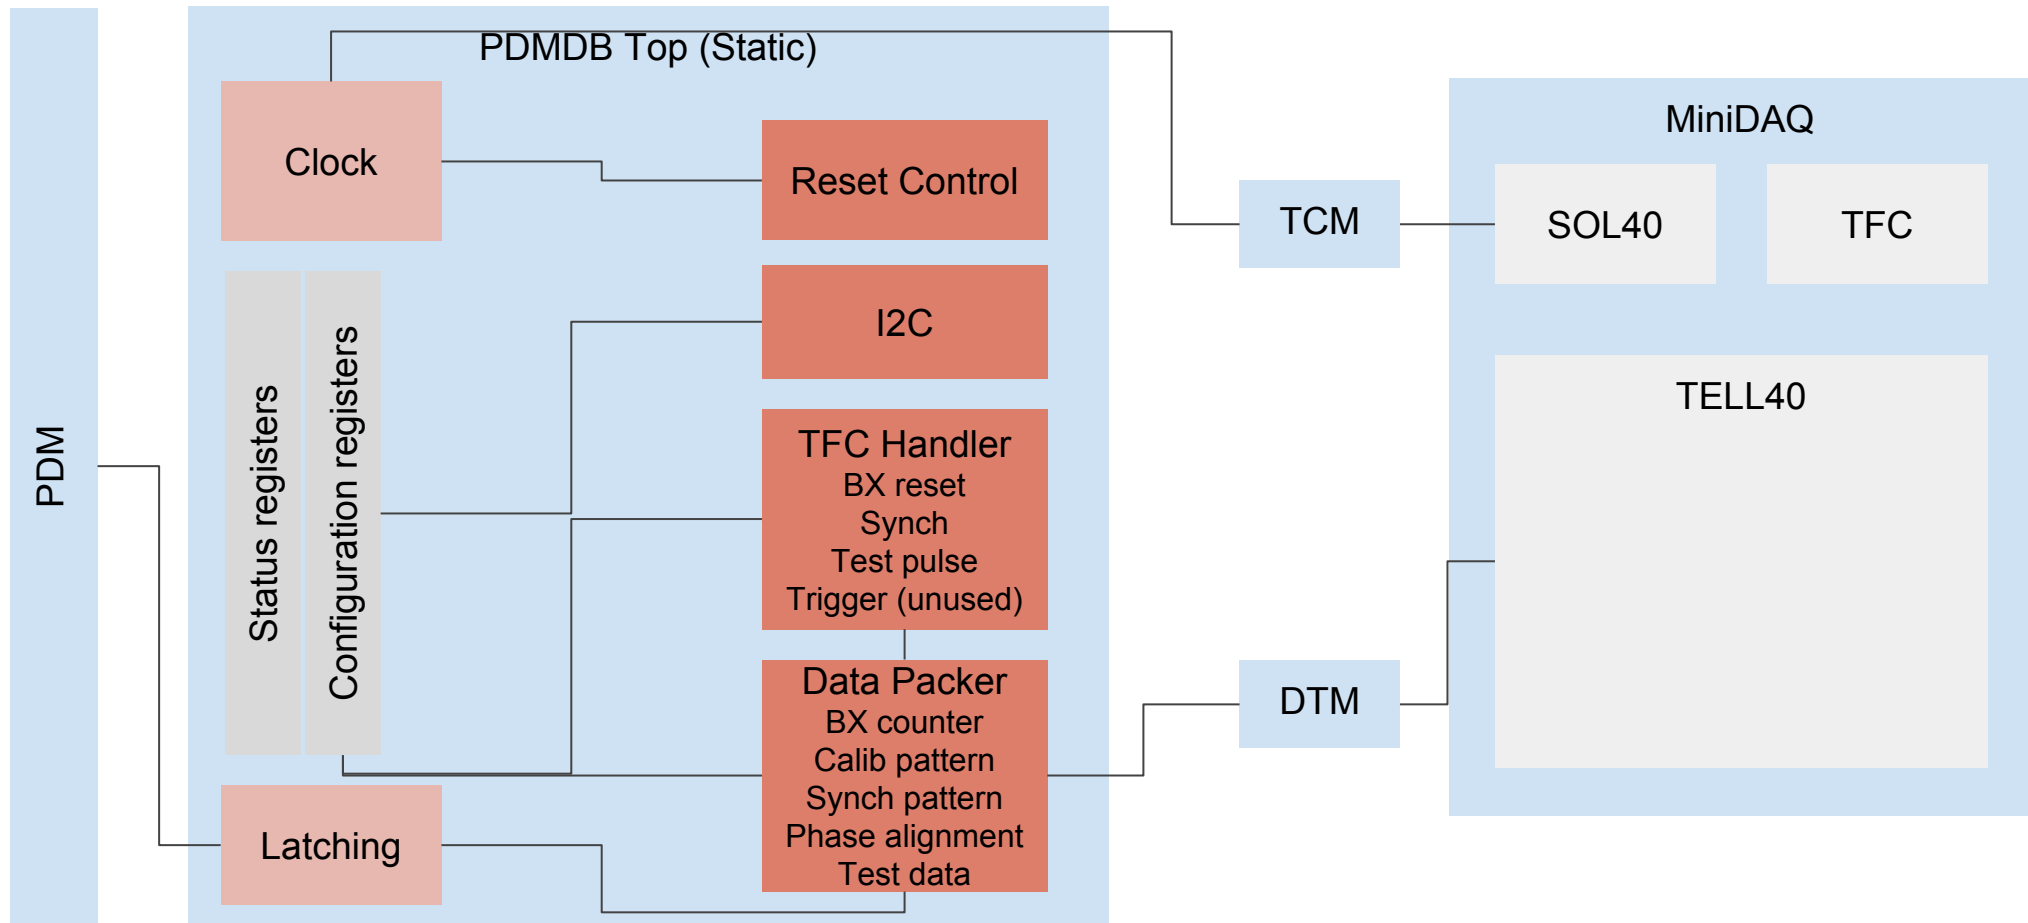 PDM
PDMDB Top (Static)
Clock
Reset Control
I2C
Status registers
Configuration registers
TFC Handler
BX reset
Synch
Test pulse
Trigger (unused)
Data Packer
BX counter
Calib pattern
Synch pattern
Phase alignment
Test data
Latching
TCM
DTM
MiniDAQ
SOL40
TFC
TELL40